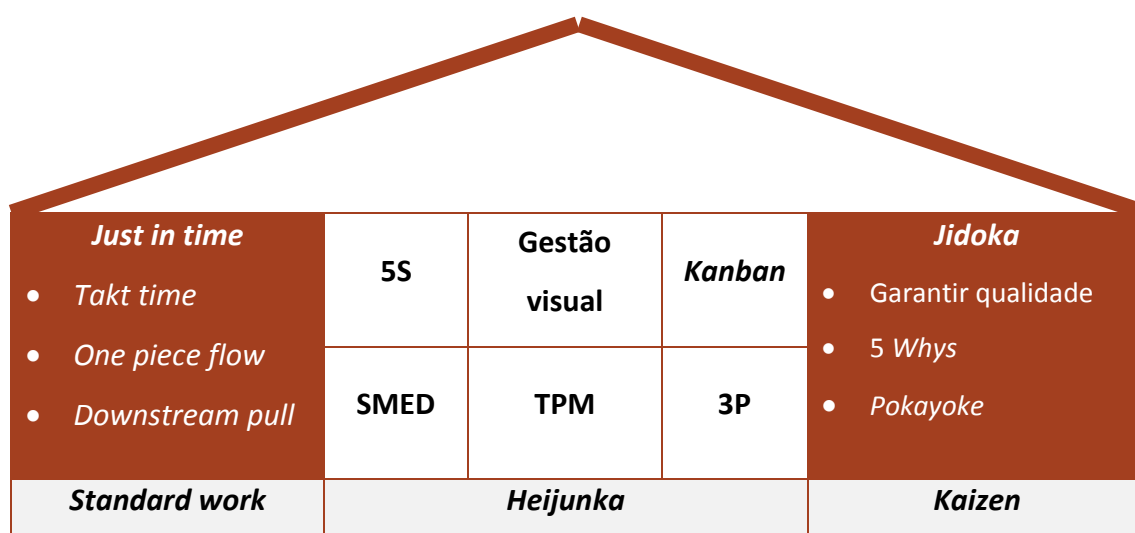 Just in time
• Takt time
• One piece flow
• Downstream pull
5S
Gestão
visual
Kanban
SMED
TPM
3P
Jidoka
• Garantir qualidade
• 5 Whys
• Pokayoke
Standard work
Heijunka
Kaizen